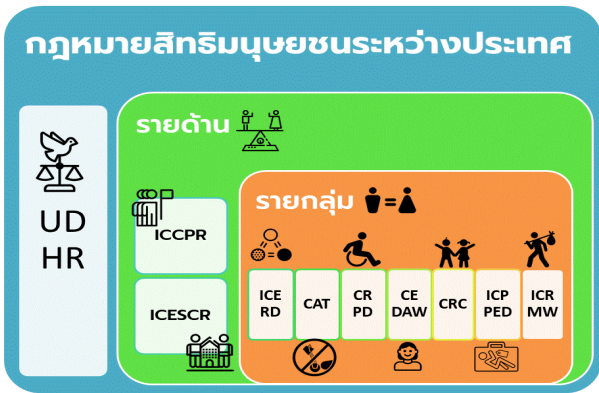 กฎหมายสิทธิมนุษยชนระหว่างประเทศ
UD
HR
รายด้าน
ICCPR
ICESCR
รายกลุ่ม
ICE
RD
CAT
CR
PD
CE
DAW
CRC
ICP
PED
ICR
MW